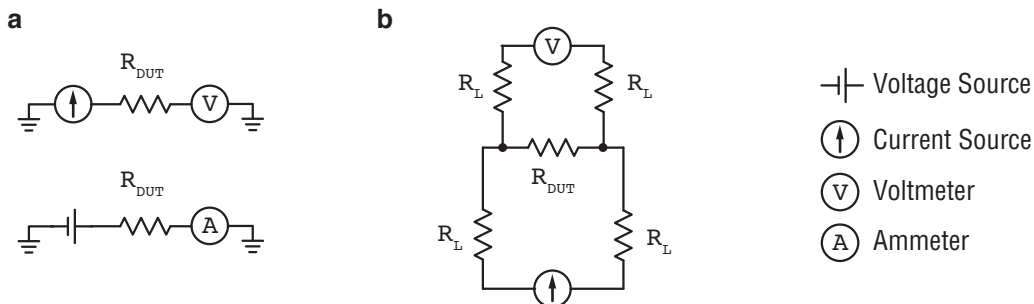 a
R_DUT
V
R_DUT
A
b
V
R_L
R_L
R_DUT
R_L
R_L
Voltage Source
Current Source
V Voltmeter
A Ammeter